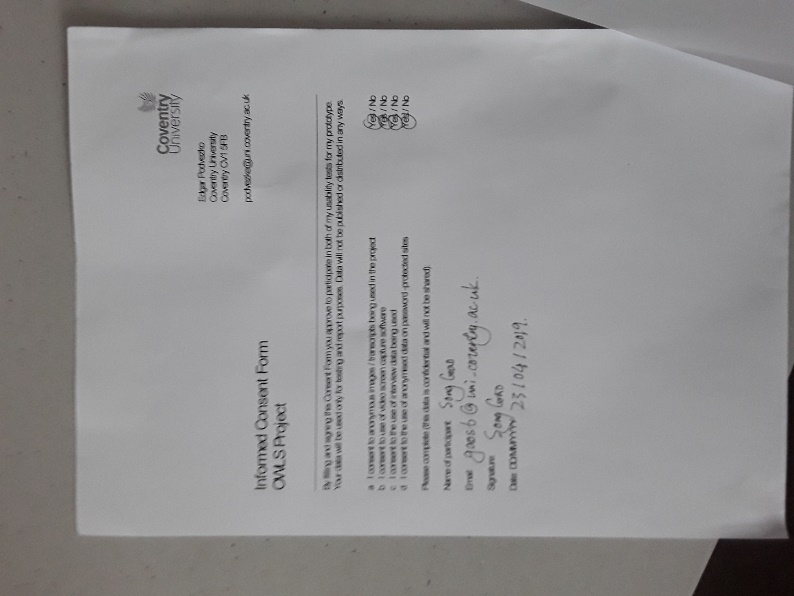 Coventry
University
Edgar Podvezko
Coventry University
Coventry CV1 5FB
podvezke@uni.coventry.ac.uk
Informed Consent Form
OWLS Project
By filling and signing this Consent Form you approve to participate in both of my usability tests for my prototype.
Your data will be used only for testing and report purposes. Data will not be published or distributed in any ways.
a I consent to anonymous images / transcripts being used in the project Yes / No
b I consent to use of video screen capture software Yes / No
c I consent to the use of interview data being used Yes / No
d I consent to the use of anonymised data on password-protected sites Yes / No
Please complete (this data is confidential and will not be shared)
Name of participant Song Gao
Email gaos6@uni.coventry.ac.uk.
Signature Song Gao
Date DD/MM/YYYY 23/04/2019.